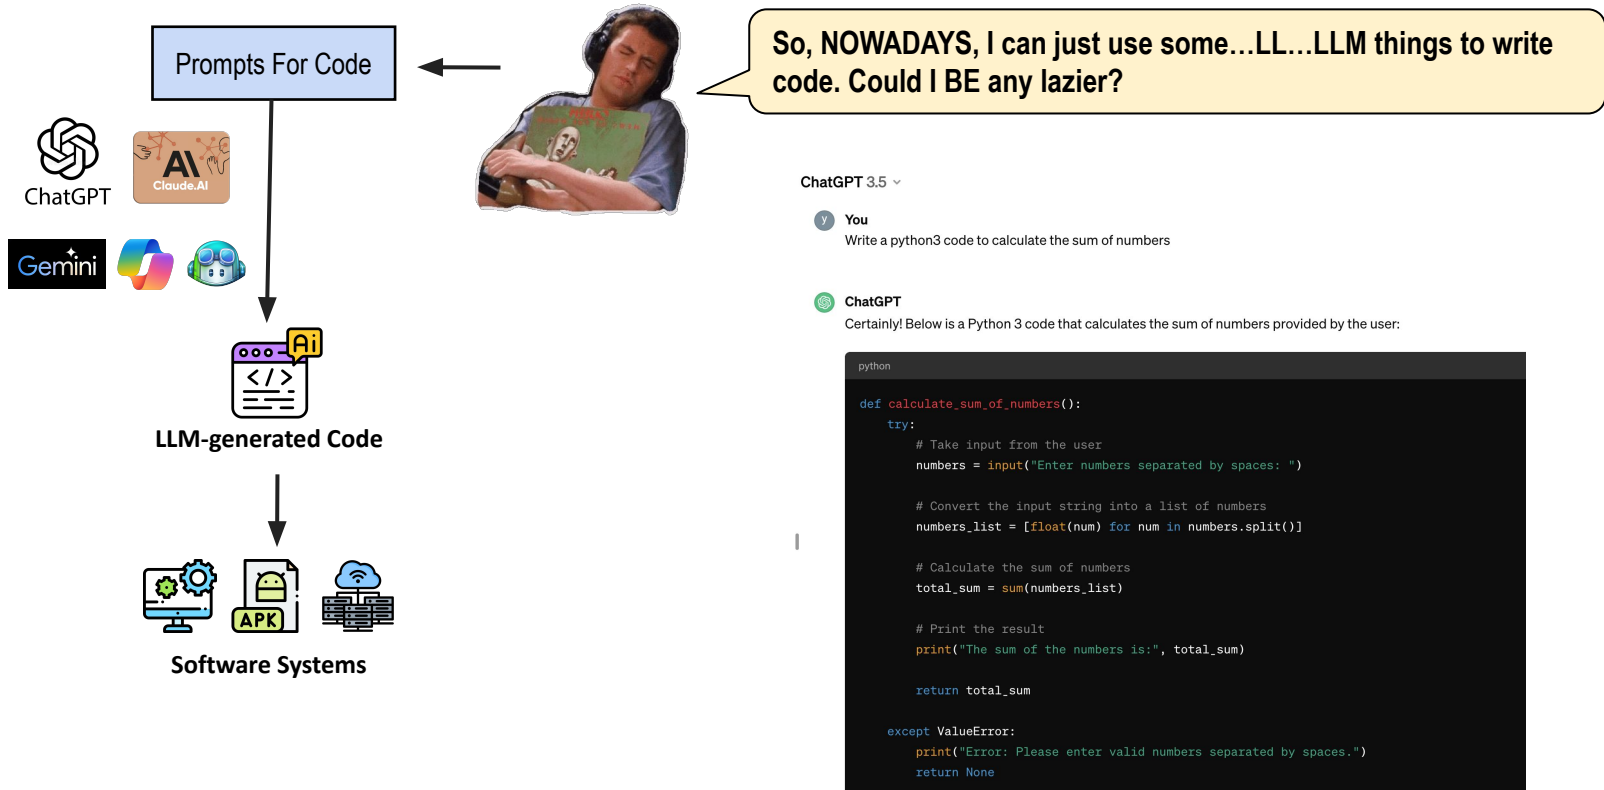 So, NOWADAYS, I can just use some…LL…LLM things to write
code. Could I BE any lazier?
Prompts For Code
ChatGPT
AI
Claude.AI
Gemini
Ai
</>
LLM-generated Code
APK
Software Systems
ChatGPT 3.5
y
You
Write a python3 code to calculate the sum of numbers
ChatGPT
Certainly! Below is a Python 3 code that calculates the sum of numbers provided by the user:
python
def calculate_sum_of_numbers():
try:
# Take input from the user
numbers = input("Enter numbers separated by spaces: ")
# Convert the input string into a list of numbers
numbers_list = [float(num) for num in numbers.split()]
# Calculate the sum of numbers
total_sum = sum(numbers_list)
# Print the result
print("The sum of the numbers is:", total_sum)
return total_sum
except ValueError:
print("Error: Please enter valid numbers separated by spaces.")
return None